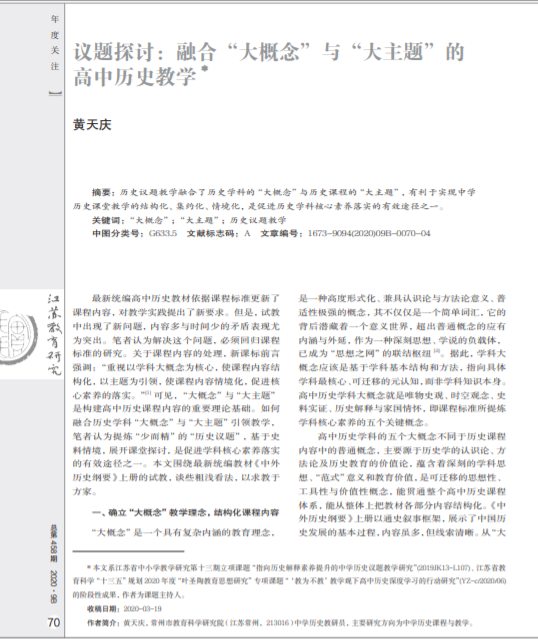 年度关注
议题探讨：融合“大概念”与“大主题”的
高中历史教学*
黄天庆
摘要：历史议题教学融合了历史学科的“大概念”与历史课程的“大主题”，有利于实现中学
历史课堂教学的结构化、集约化、情境化，是促进历史学科核心素养落实的有效途径之一。
关键词：“大概念”；“大主题”；历史议题教学
中图分类号：G633.5 文献标志码：A 文章编号：1673-9094(2020)09B-0070-04
最新统编高中历史教材依据课程标准更新了
课程内容，对教学实践提出了新要求。但是，试教
中出现了新问题，内容多与时间少的矛盾表现尤
为突出。笔者认为解决这个问题，必须回归课程
标准的研究。关于课程内容的处理，新课标前言
强调：“重视以学科大概念为核心，使课程内容结
构化，以主题为引领，使课程内容情境化，促进核
心素养的落实。”[1]可见，“大概念”与“大主题”
是构建高中历史课程内容的重要理论基础。如何
融合历史学科“大概念”与“大主题”引领教学，
笔者认为提炼“少而精”的“历史议题”，基于史
料情境，展开课堂探讨，是促进学科核心素养落实
的有效途径之一。本文围绕最新统编教材《中外
历史纲要》上册的试教，谈些粗浅看法，以求教于
方家。
一、确立“大概念”教学理念，结构化课程内容
“大概念”是一个具有复杂内涵的教育理念，
是一种高度形式化、兼具认识论与方法论意义、普
适性极强的概念，其不仅仅是一个简单词汇，它的
背后潜藏着一个意义世界，超出普通概念的应有
内涵与外延，作为一种深刻思想、学说的负载体，
已成为“思想之网”的联结枢纽[2]。据此，学科大
概念应该是基于学科基本结构和方法，指向具体
学科最核心、可迁移的元认知，而非学科知识本身。
高中历史学科大概念就是唯物史观、时空观念、史
料实证、历史解释与家国情怀，即课程标准所提炼
学科核心素养的五个关键概念。
高中历史学科的五个大概念不同于历史课程
内容中的普通概念，主要源于历史学的认识论、方
法论及历史教育的价值论，蕴含着深刻的学科思
想、“范式”意义和教育价值，是可迁移的思想性、
工具性与价值性概念，能贯通整个高中历史课程
体系，能从整体上把教材各部分内容结构化。《中
外历史纲要》上册以通史叙事框架，展示了中国历
史发展的基本过程，内容虽多，但线索清晰。从“大
*本文系江苏省中小学教学研究第十三期立项课题“指向历史解释素养提升的中学历史议题教学研究”(2019JK13-L107)、江苏省教
育科学“十三五”规划2020年度“叶圣陶教育思想研究”专项课题“‘教为不教’教学观下高中历史深度学习的行动研究”(YZ-c/2020/06)
的阶段性成果，作者为课题主持人。
收稿日期：2020-03-19
作者简介：黄天庆，常州市教育科学研究院（江苏常州，213016）中学历史教研员，主要研究方向为中学历史课程与教学。
江苏教育研究
总第458期 2020·9B
70